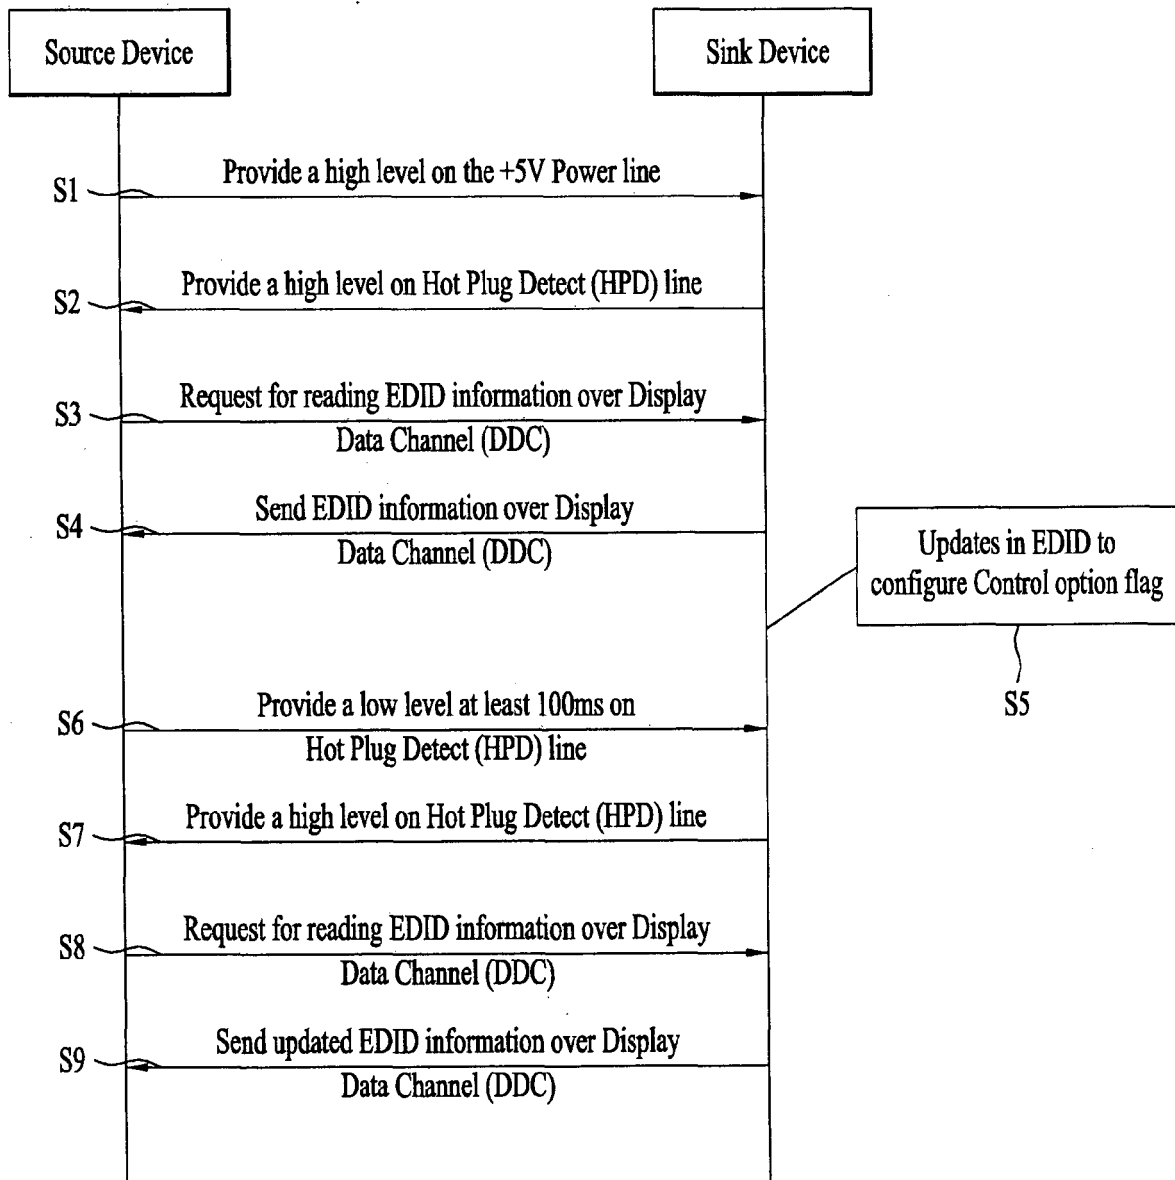 Source Device
Sink Device
S1
Provide a high level on the +5V Power line
S2
Provide a high level on Hot Plug Detect (HPD) line
S3
Request for reading EDID information over Display
Data Channel (DDC)
S4
Send EDID information over Display
Data Channel (DDC)
Updates in EDID to
configure Control option flag
S5
S6
Provide a low level at least 100ms on
Hot Plug Detect (HPD) line
S7
Provide a high level on Hot Plug Detect (HPD) line
S8
Request for reading EDID information over Display
Data Channel (DDC)
S9
Send updated EDID information over Display
Data Channel (DDC)